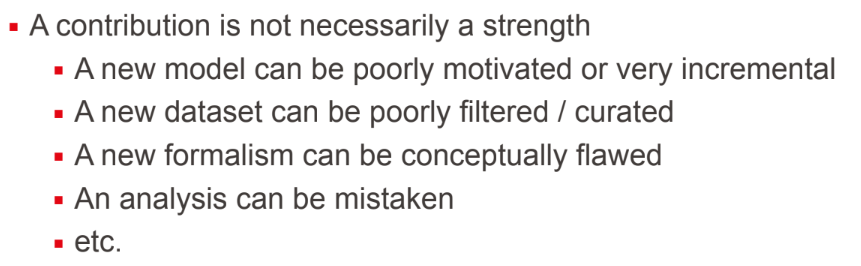 ▪ A contribution is not necessarily a strength
▪ A new model can be poorly motivated or very incremental
▪ A new dataset can be poorly filtered / curated
▪ A new formalism can be conceptually flawed
▪ An analysis can be mistaken
▪ etc.